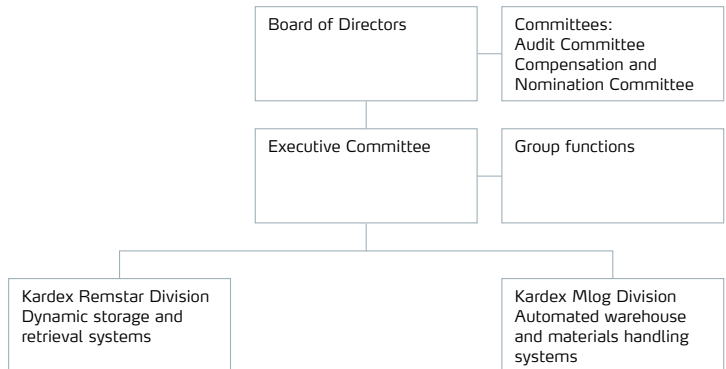 Board of Directors
Committees:
Audit Committee
Compensation and
Nomination Committee
Executive Committee
Group functions
Kardex Remstar Division
Dynamic storage and
retrieval systems
Kardex Mlog Division
Automated warehouse
and materials handling
systems